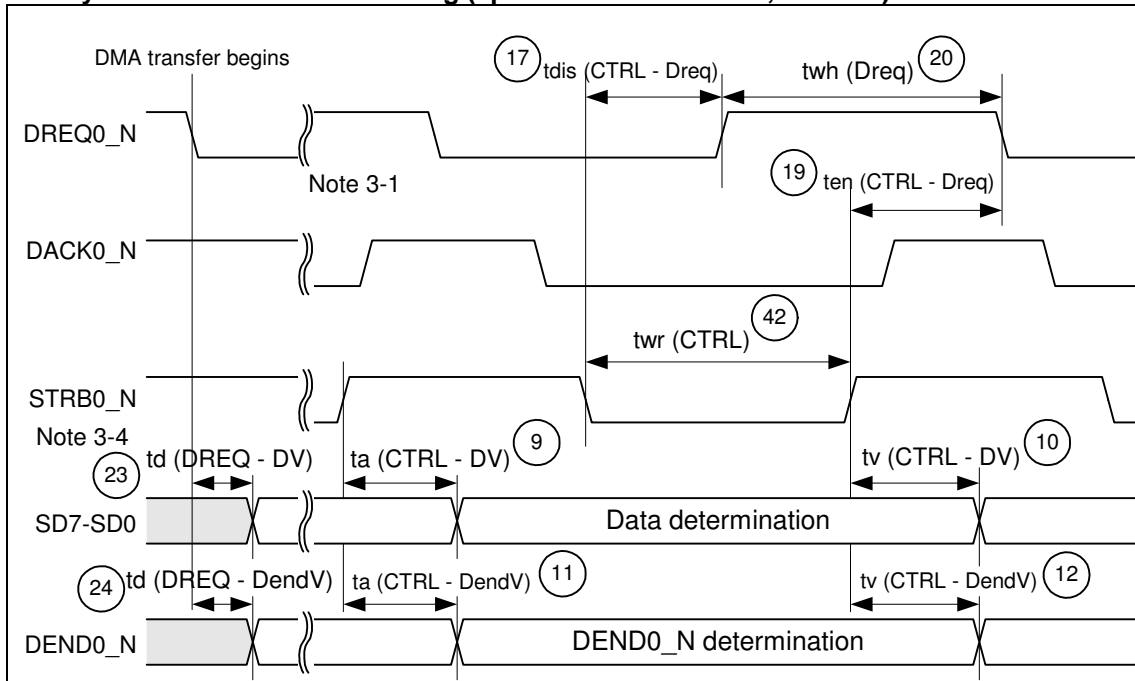 DMA transfer begins
17 tdis (CTRL - Dreq) twh (Dreq) 20
DREQ0_N
Note 3-1
19 ten (CTRL - Dreq)
DACK0_N
42
twr (CTRL)
STRB0_N
Note 3-4
23 td (DREQ - DV) ta (CTRL - DV) 9 tv (CTRL - DV) 10
SD7-SD0 Data determination
24 td (DREQ - DendV) ta (CTRL - DendV) 11 tv (CTRL - DendV) 12
DEND0_N DEND0_N determination